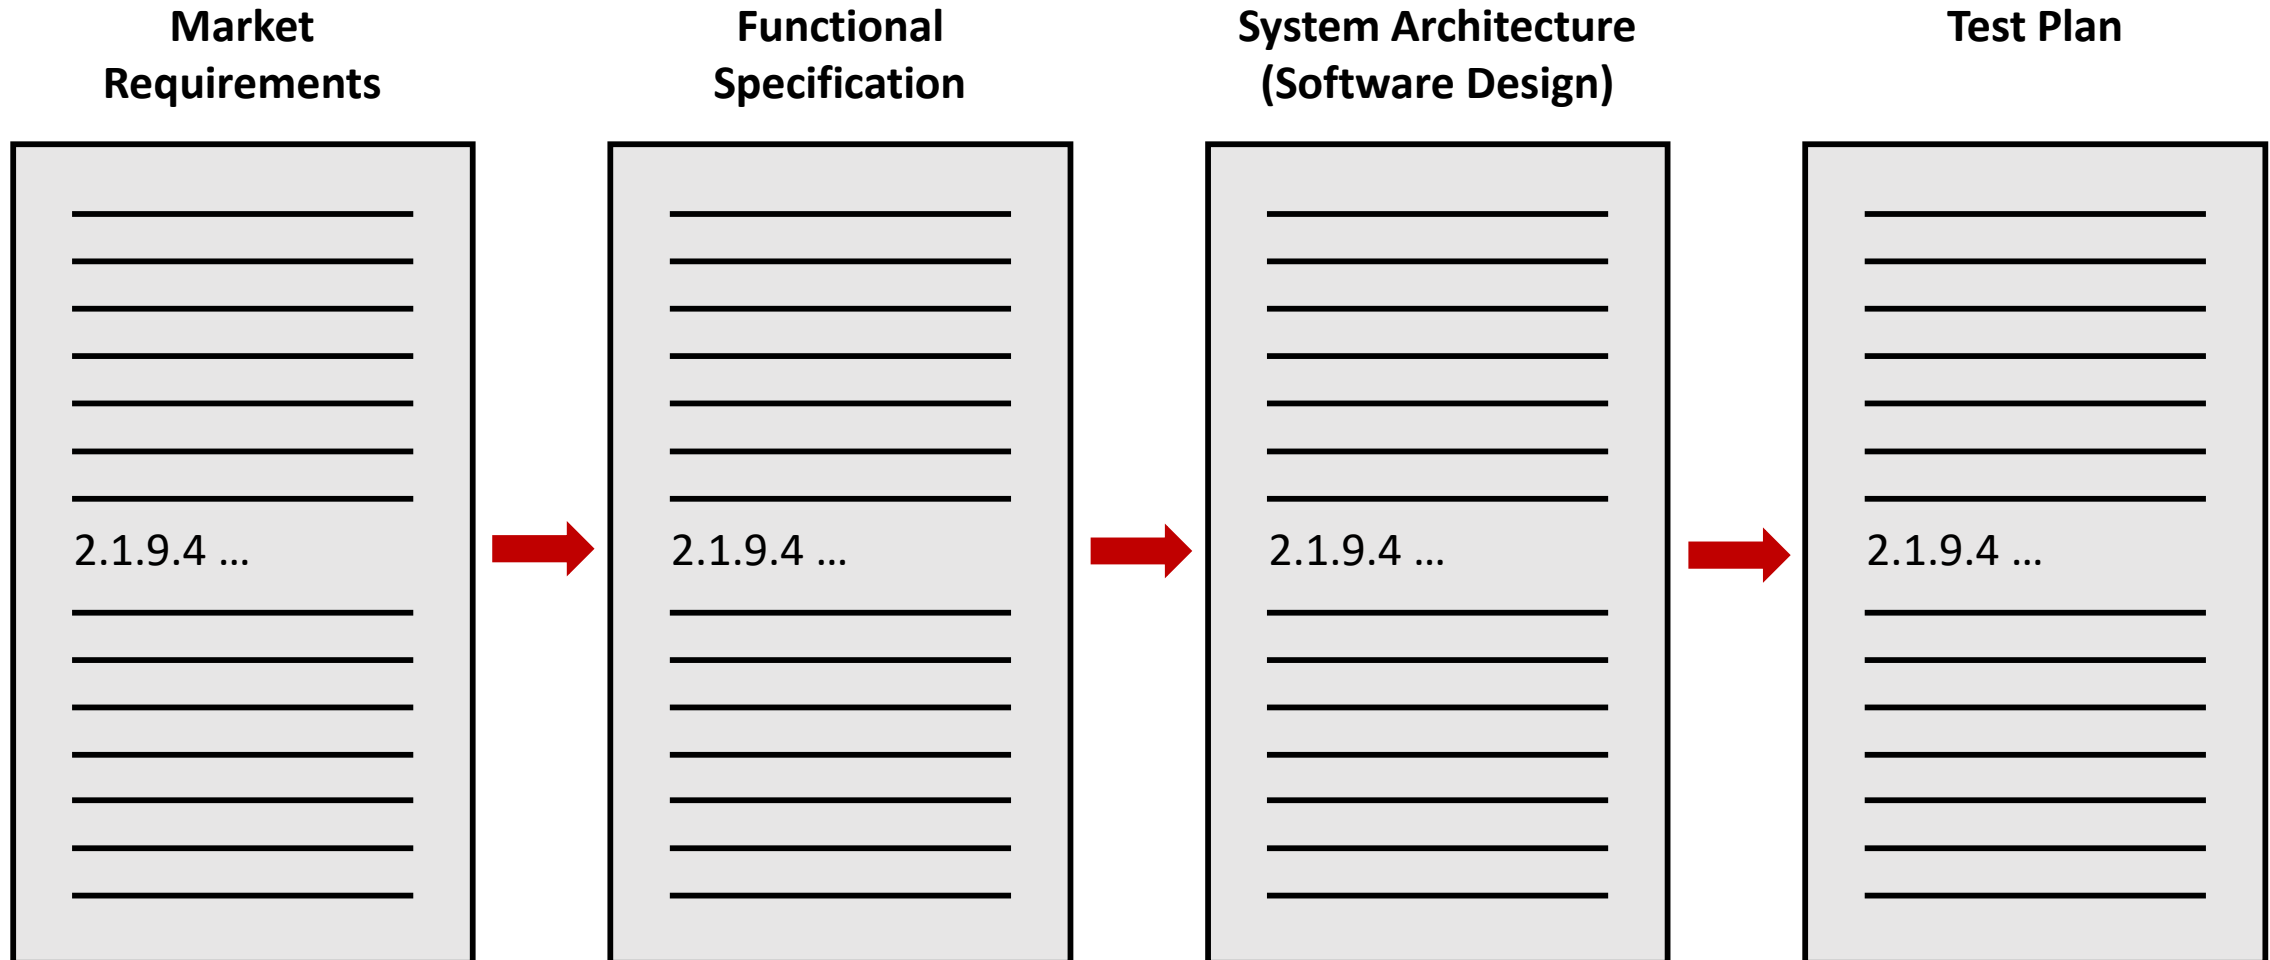 Market
Requirements
Functional
Specification
System Architecture
(Software Design)
Test Plan
2.1.9.4 ...
2.1.9.4 ...
2.1.9.4 ...
2.1.9.4 ...